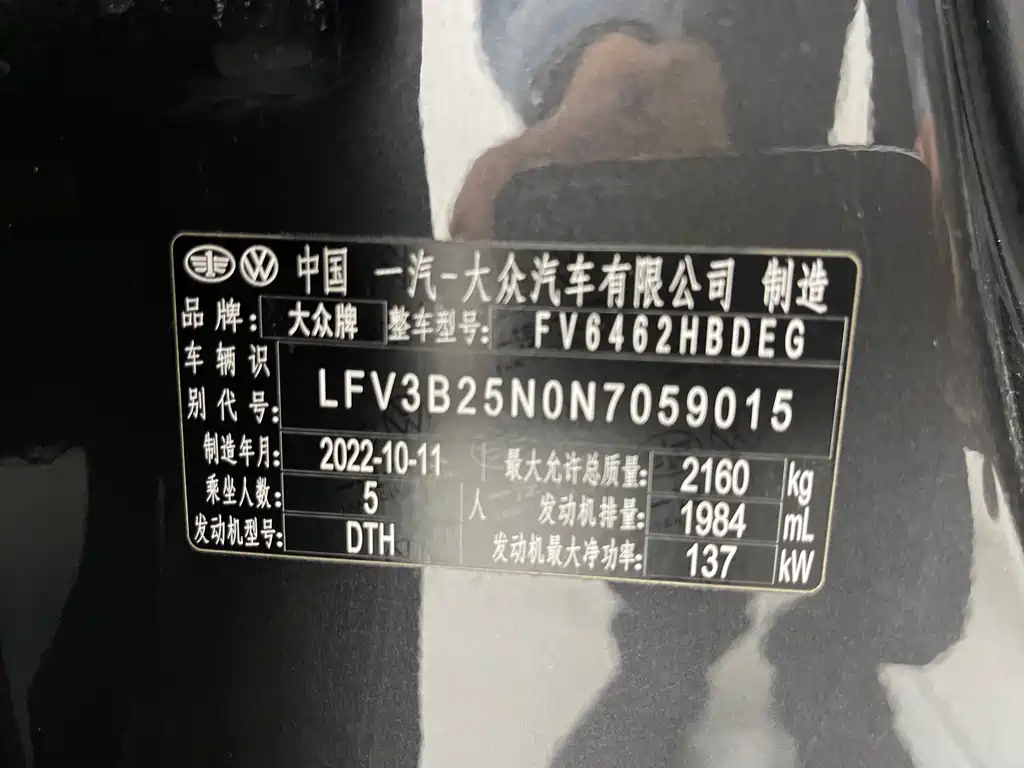 中国 一汽-大众汽车有限公司 制造
品牌: 大众牌 整车型号: FV6462HBDEG
车辆识别代号: LFV3B25N0N7059015
制造年月: 2022-10-11 最大允许总质量: 2160 kg
乘坐人数: 5 人 发动机排量: 1984 mL
发动机型号: DTH 发动机最大净功率: 137 kW